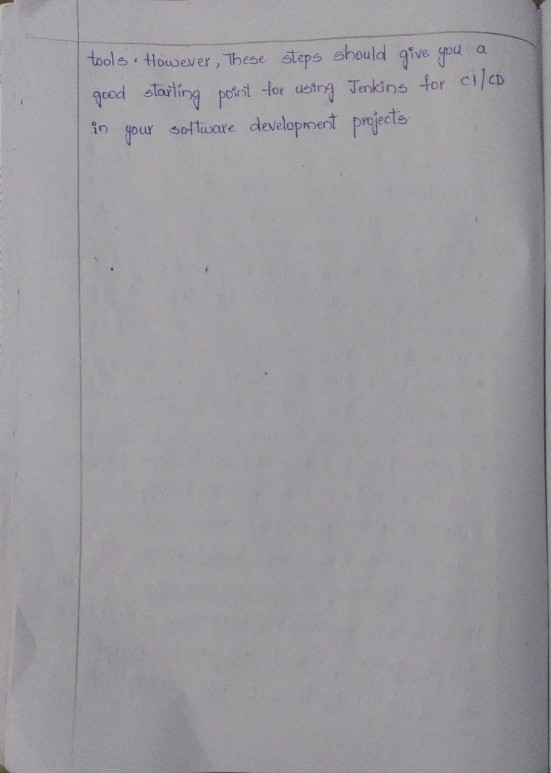 tools. However, These steps should give you a
good starting point for using Jenkins for CI/CD
in your software development projects.